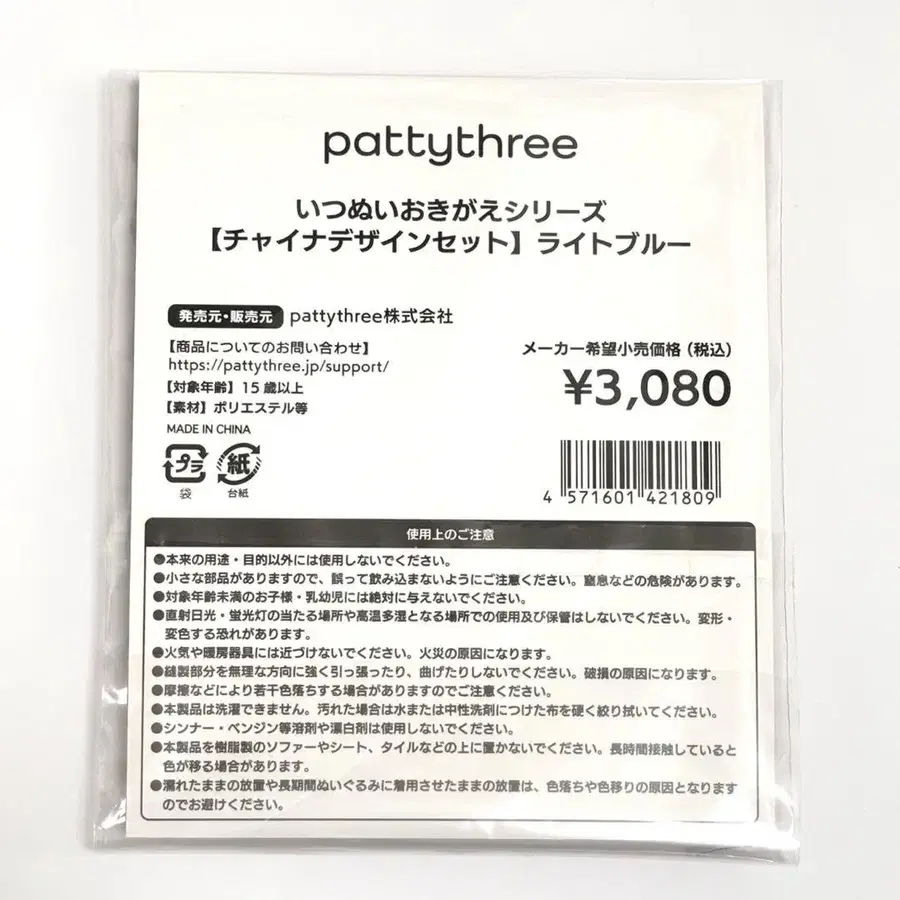 pattythree
いつぬいおきがえシリーズ
【チャイナデザインセット】ライトブルー
発売元・販売元 pattythree株式会社
【商品についてのお問い合わせ】
https://pattythree.jp/support/
【対象年齢】15歳以上
【素材】ポリエステル等
MADE IN CHINA
メーカー希望小売価格(税込)
¥3,080
プラ
袋
紙
台紙
4 571601 421809
使用上のご注意
●本来の用途・目的以外には使用しないでください。
●小さな部品がありますので、誤って飲み込まないようにご注意ください。窒息などの危険があります。
●対象年齢未満のお子様・乳幼児には絶対に与えないでください。
●直射日光・蛍光灯の当たる場所や高温多湿となる場所での使用及び保管はしないでください。変形・
変色する恐れがあります。
●火気や暖房器具には近づけないでください。火災の原因になります。
●縫製部分を無理な方向に強く引っ張ったり、曲げたりしないでください。破損の原因になります。
●摩擦などにより若干色落ちする場合がありますのでご注意ください。
●本製品は洗濯できません。汚れた場合は水または中性洗剤につけた布を硬く絞り拭いてください。
●シンナー・ベンジン等溶剤や漂白剤は使用しないでください。
●本製品を樹脂製のソファーやシート、タイルなどの上に置かないでください。長時間接触していると
色が移る場合があります。
●濡れたままの放置や長期間ぬいぐるみに着用させたままの放置は、色落ちや色移りの原因となります
のでお避けください。